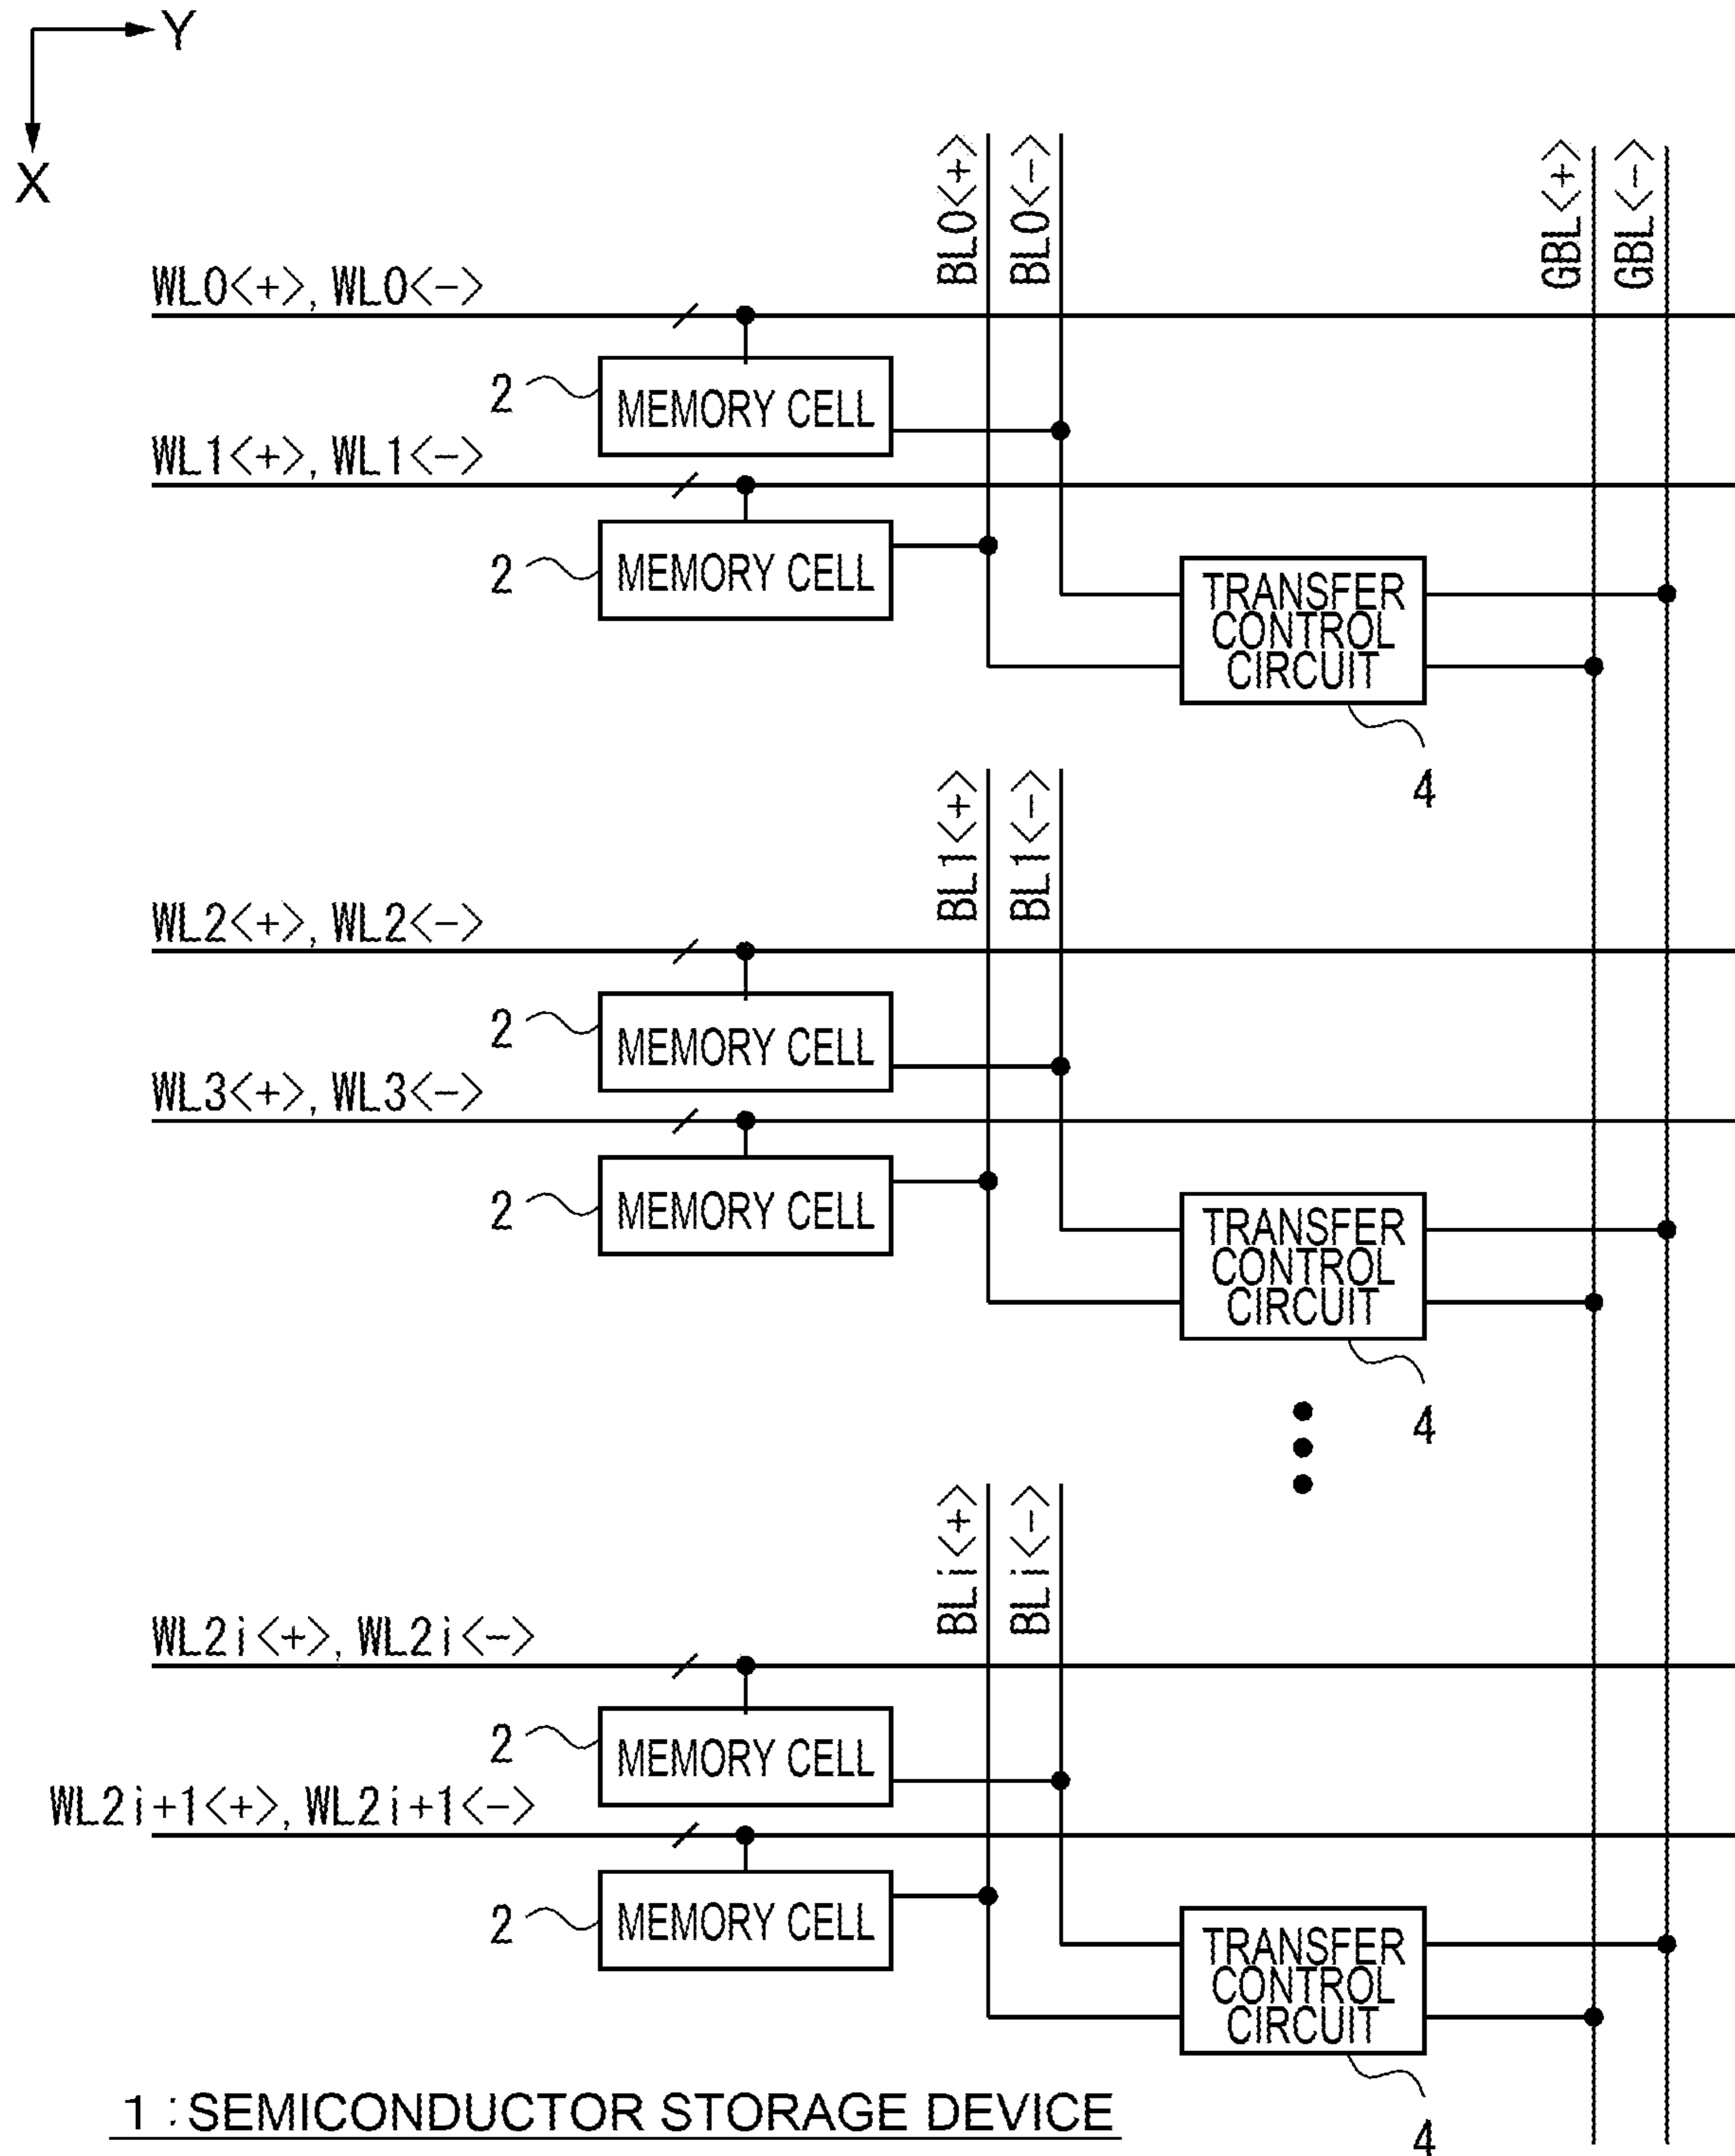 Y
X
BL0<+>
BL0<->
GBL<+>
GBL<->
WL0<+>, WL0<->
2
MEMORY CELL
WL1<+>, WL1<->
2
MEMORY CELL
TRANSFER
CONTROL
CIRCUIT
4
BL1<+>
BL1<->
WL2<+>, WL2<->
2
MEMORY CELL
WL3<+>, WL3<->
2
MEMORY CELL
TRANSFER
CONTROL
CIRCUIT
4
BLi<+>
BLi<->
WL2i<+>, WL2i<->
2
MEMORY CELL
WL2i+1<+>, WL2i+1<->
2
MEMORY CELL
TRANSFER
CONTROL
CIRCUIT
4
1 : SEMICONDUCTOR STORAGE DEVICE